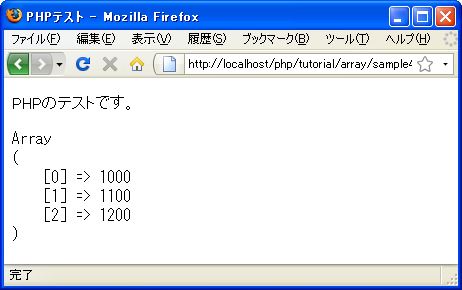 PHPテスト - Mozilla Firefox
ファイル(F) 編集(E) 表示(V) 履歴(S) ブックマーク(B) ツール(T) ヘルプ(H)
http://localhost/php/tutorial/array/sample4
PHPのテストです。
Array
(
[0] => 1000
[1] => 1100
[2] => 1200
)
完了